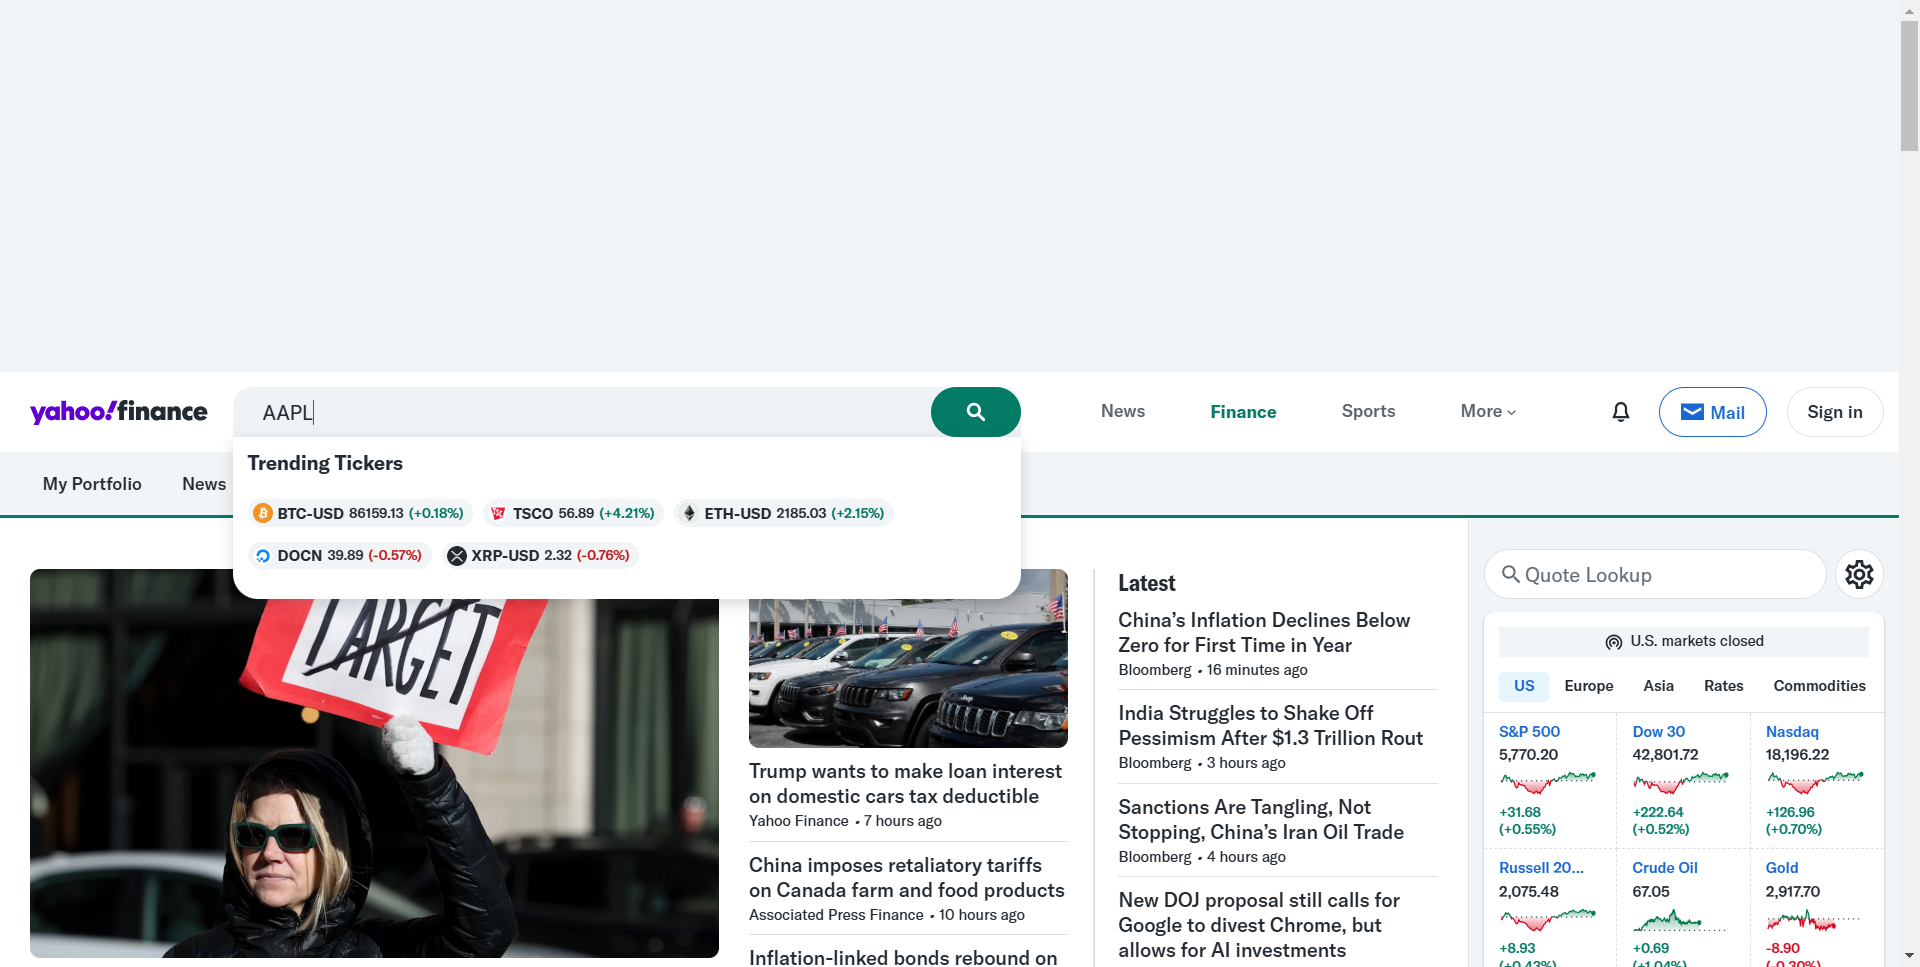 yahoo!finance
AAPL
News
Finance
Sports
More
Mail
Sign in
My Portfolio
News
Trending Tickers
BTC-USD 86159.13 (+0.18%)
TSCO 56.89 (+4.21%)
ETH-USD 2185.03 (+2.15%)
DOCN 39.89 (-0.57%)
XRP-USD 2.32 (-0.76%)
TARGET
Trump wants to make loan interest
on domestic cars tax deductible
Yahoo Finance • 7 hours ago
China imposes retaliatory tariffs
on Canada farm and food products
Associated Press Finance • 10 hours ago
Inflation-linked bonds rebound on
Latest
China’s Inflation Declines Below
Zero for First Time in Year
Bloomberg • 16 minutes ago
India Struggles to Shake Off
Pessimism After $1.3 Trillion Rout
Bloomberg • 3 hours ago
Sanctions Are Tangling, Not
Stopping, China’s Iran Oil Trade
Bloomberg • 4 hours ago
New DOJ proposal still calls for
Google to divest Chrome, but
allows for AI investments
Quote Lookup
U.S. markets closed
US
Europe
Asia
Rates
Commodities
S&P 500
5,770.20
+31.68
(+0.55%)
Dow 30
42,801.72
+222.64
(+0.52%)
Nasdaq
18,196.22
+126.96
(+0.70%)
Russell 20...
2,075.48
+8.93
(+0.43%)
Crude Oil
67.05
+0.69
(+1.04%)
Gold
2,917.70
-8.90
(-0.30%)